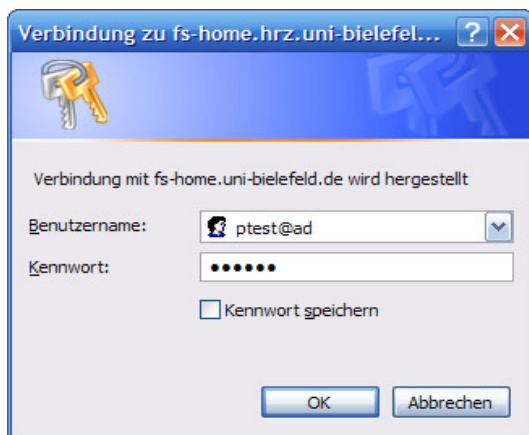 Verbindung zu fs-home.hrz.uni-bielefel...
Verbindung mit fs-home.uni-bielefeld.de wird hergestellt
Benutzername: ptest@ad
Kennwort: ••••••
Kennwort speichern
OK Abbrechen